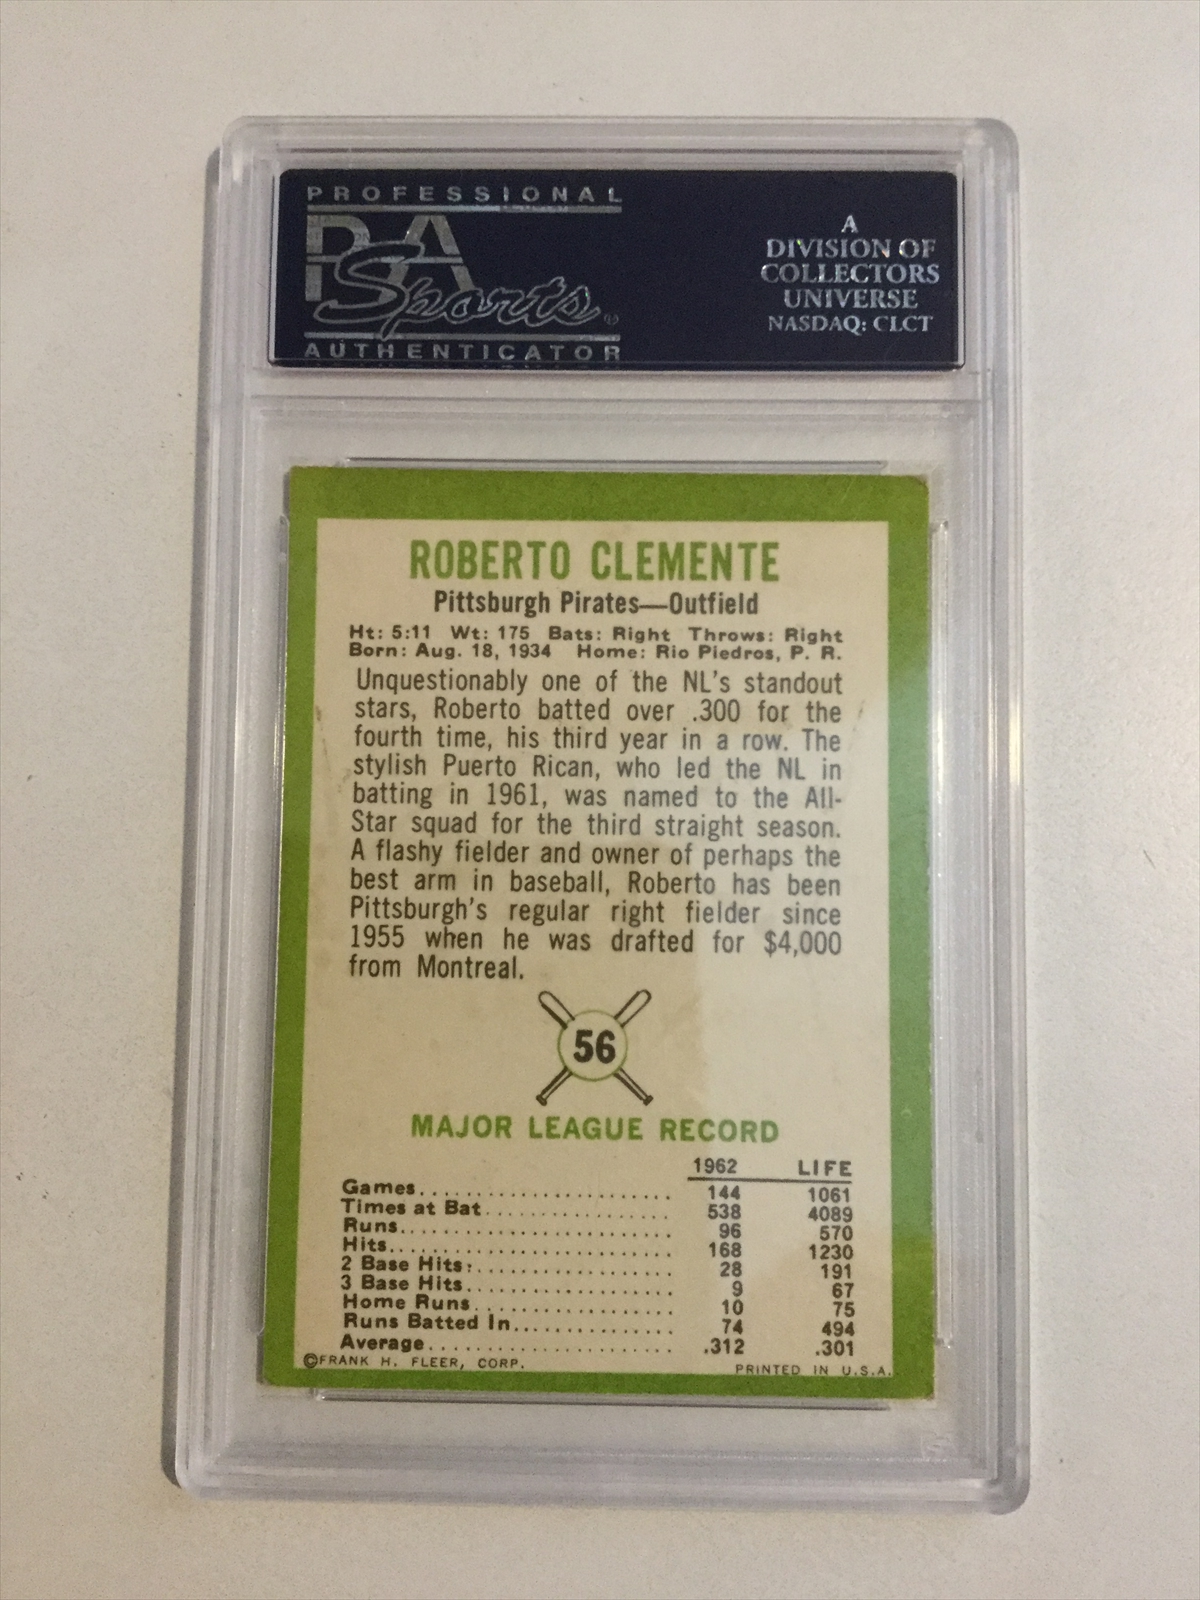 PROFESSIONAL
PSA
Sports
AUTHENTICATOR
A
DIVISION OF
COLLECTORS
UNIVERSE
NASDAQ: CLCT
ROBERTO CLEMENTE
Pittsburgh Pirates—Outfield
Ht: 5:11 Wt: 175 Bats: Right Throws: Right
Born: Aug. 18, 1934 Home: Rio Piedros, P. R.
Unquestionably one of the NL's standout
stars, Roberto batted over .300 for the
fourth time, his third year in a row. The
stylish Puerto Rican, who led the NL in
batting in 1961, was named to the All-
Star squad for the third straight season.
A flashy fielder and owner of perhaps the
best arm in baseball, Roberto has been
Pittsburgh's regular right fielder since
1955 when he was drafted for $4,000
from Montreal.
56
MAJOR LEAGUE RECORD
1962 LIFE
Games 144 1061
Times at Bat 538 4089
Runs 96 570
Hits 168 1230
2 Base Hits 28 191
3 Base Hits 9 67
Home Runs 10 75
Runs Batted In 74 494
Average .312 .301
©FRANK H. FLEER, CORP. PRINTED IN U.S.A.